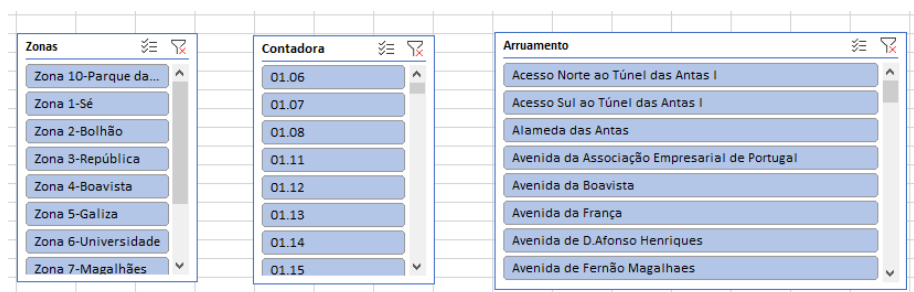 Zonas
Zona 10-Parque da...
Zona 1-Sé
Zona 2-Bolhão
Zona 3-República
Zona 4-Boavista
Zona 5-Galiza
Zona 6-Universidade
Zona 7-Magalhães
Contadora
01.06
01.07
01.08
01.11
01.12
01.13
01.14
01.15
Arruamento
Acesso Norte ao Túnel das Antas I
Acesso Sul ao Túnel das Antas I
Alameda das Antas
Avenida da Associação Empresarial de Portugal
Avenida da Boavista
Avenida da França
Avenida de D.Afonso Henriques
Avenida de Fernão Magalhaes